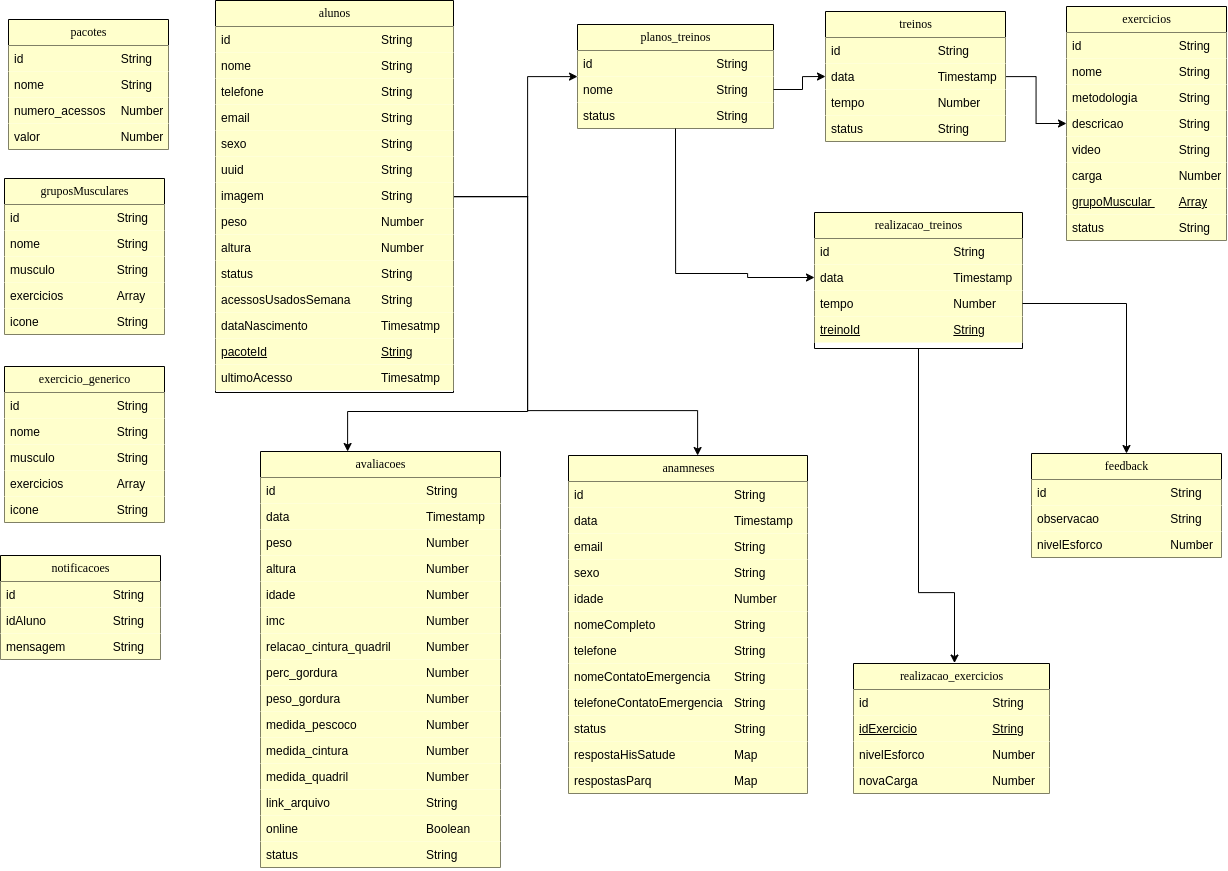 pacotes
id String
nome String
numero_acessos Number
valor Number
gruposMusculares
id String
nome String
musculo String
exercicios Array
icone String
exercicio_generico
id String
nome String
musculo String
exercicios Array
icone String
notificacoes
id String
idAluno String
mensagem String
alunos
id String
nome String
telefone String
email String
sexo String
uuid String
imagem String
peso Number
altura Number
status String
acessosUsadosSemana String
dataNascimento Timesatmp
pacoteId String
ultimoAcesso Timesatmp
planos_treinos
id String
nome String
status String
treinos
id String
data Timestamp
tempo Number
status String
exercicios
id String
nome String
metodologia String
descricao String
video String
carga Number
grupoMuscular Array
status String
realizacao_treinos
id String
data Timestamp
tempo Number
treinoId String
avaliacoes
id String
data Timestamp
peso Number
altura Number
idade Number
imc Number
relacao_cintura_quadril Number
perc_gordura Number
peso_gordura Number
medida_pescoco Number
medida_cintura Number
medida_quadril Number
link_arquivo String
online Boolean
status String
anamneses
id String
data Timestamp
email String
sexo String
idade Number
nomeCompleto String
telefone String
nomeContatoEmergencia String
telefoneContatoEmergencia String
status String
respostaHisSatude Map
respostasParq Map
feedback
id String
observacao String
nivelEsforco Number
realizacao_exercicios
id String
idExercicio String
nivelEsforco Number
novaCarga Number